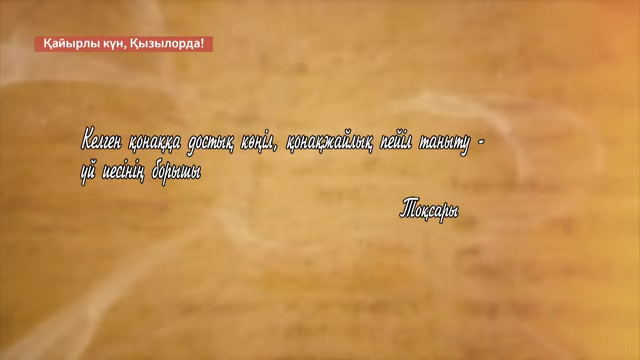 Қайырлы күн, Қызылорда!
Келген қонаққа достық көңіл, қонақжайлық пейіл таныту -
үй иесінің борышы
Тоқсары